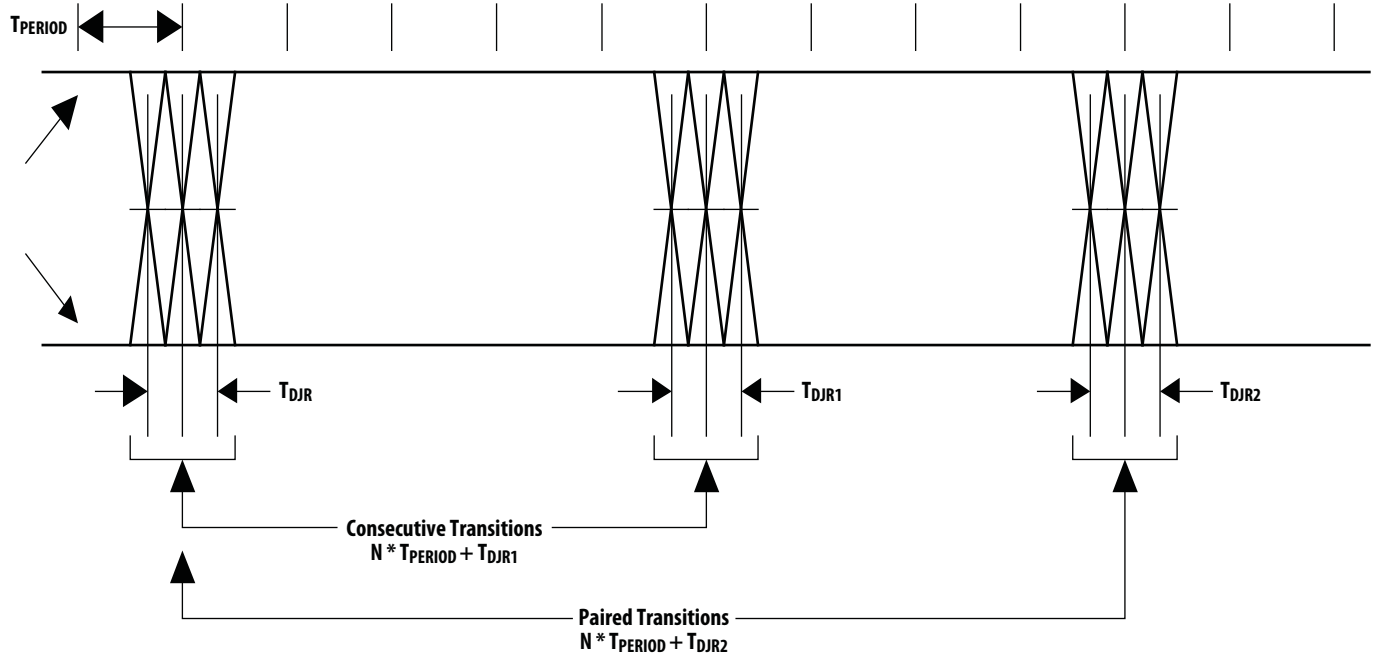 TPERIOD
TDJR
TDJR1
TDJR2
Consecutive Transitions
N * TPERIOD + TDJR1
Paired Transitions
N * TPERIOD + TDJR2